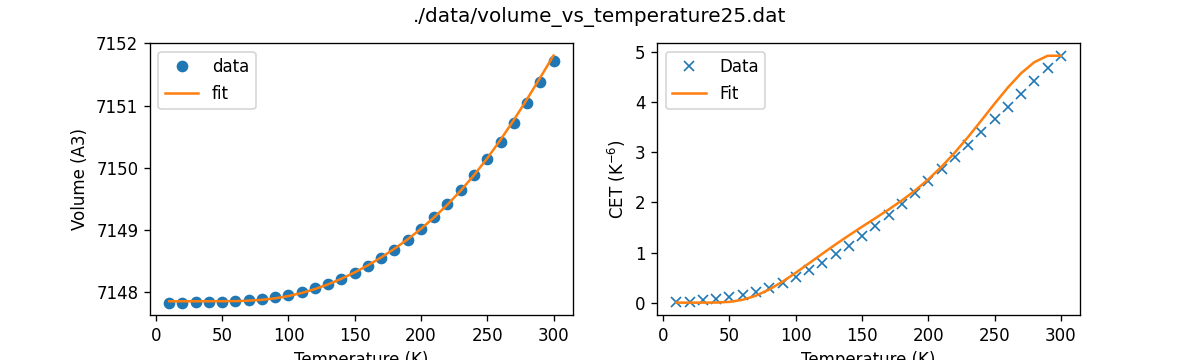 ./data/volume_vs_temperature25.dat
7152
7151
7150
7149
7148
Volume (A3)
data
fit
0
50
100
150
200
250
300
Temperature (K)
5
4
3
2
1
0
CET (K⁻⁶)
Data
Fit
0
50
100
150
200
250
300
Temperature (K)